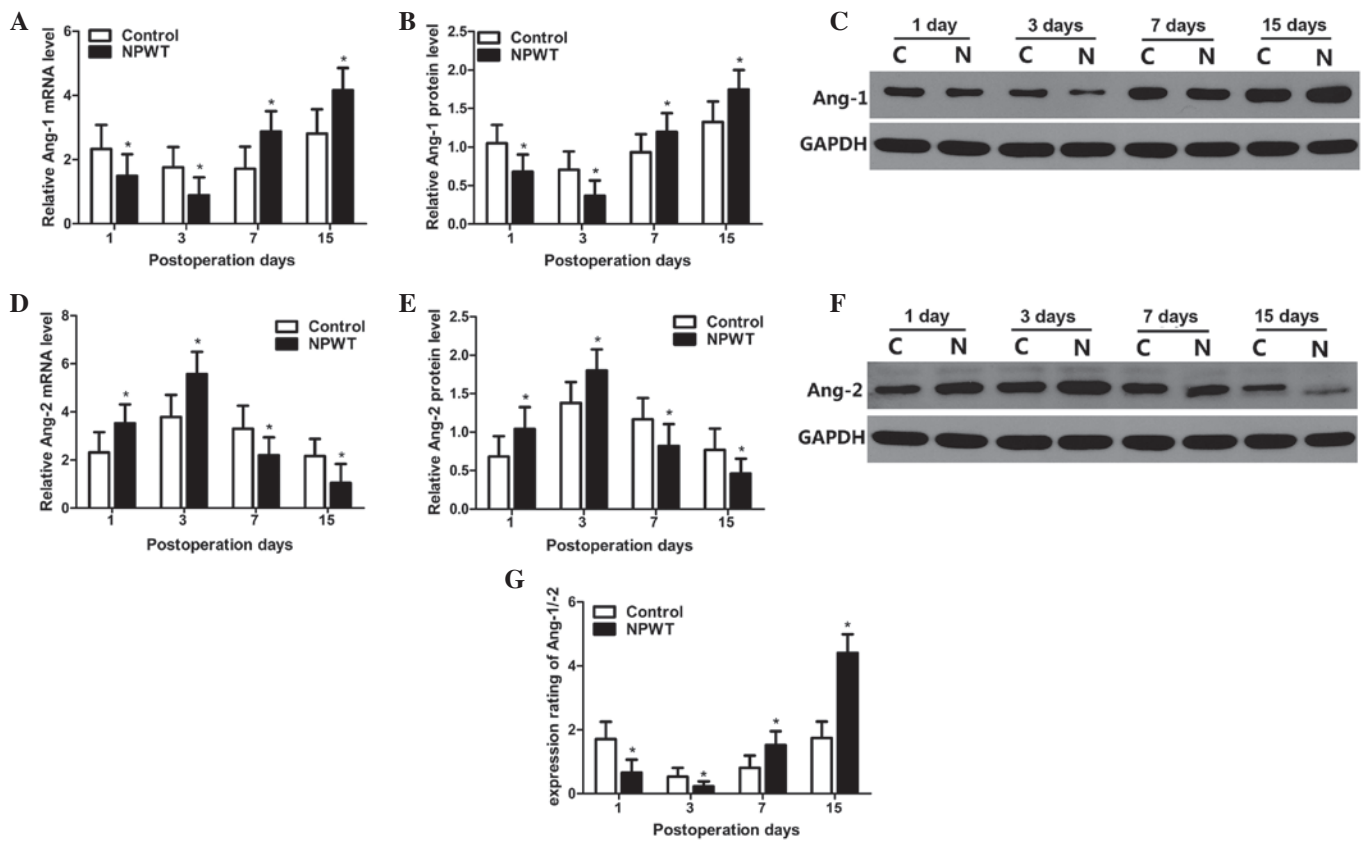 A
Relative Ang-1 mRNA level
6
4
2
0
Control
NPWT
*
*
*
*
1 3 7 15
Postoperation days
B
Relative Ang-1 protein level
2.5
2.0
1.5
1.0
0.5
0.0
Control
NPWT
*
*
*
*
1 3 7 15
Postoperation days
C
1 day 3 days 7 days 15 days
C N C N C N C N
Ang-1
GAPDH
D
Relative Ang-2 mRNA level
8
6
4
2
0
Control
NPWT
*
*
*
*
1 3 7 15
Postoperation days
E
Relative Ang-2 protein level
2.5
2.0
1.5
1.0
0.5
0.0
Control
NPWT
*
*
*
*
1 3 7 15
Postoperation days
F
1 day 3 days 7 days 15 days
C N C N C N C N
Ang-2
GAPDH
G
expression rating of Ang-1/-2
6
4
2
0
Control
NPWT
*
*
*
*
1 3 7 15
Postoperation days